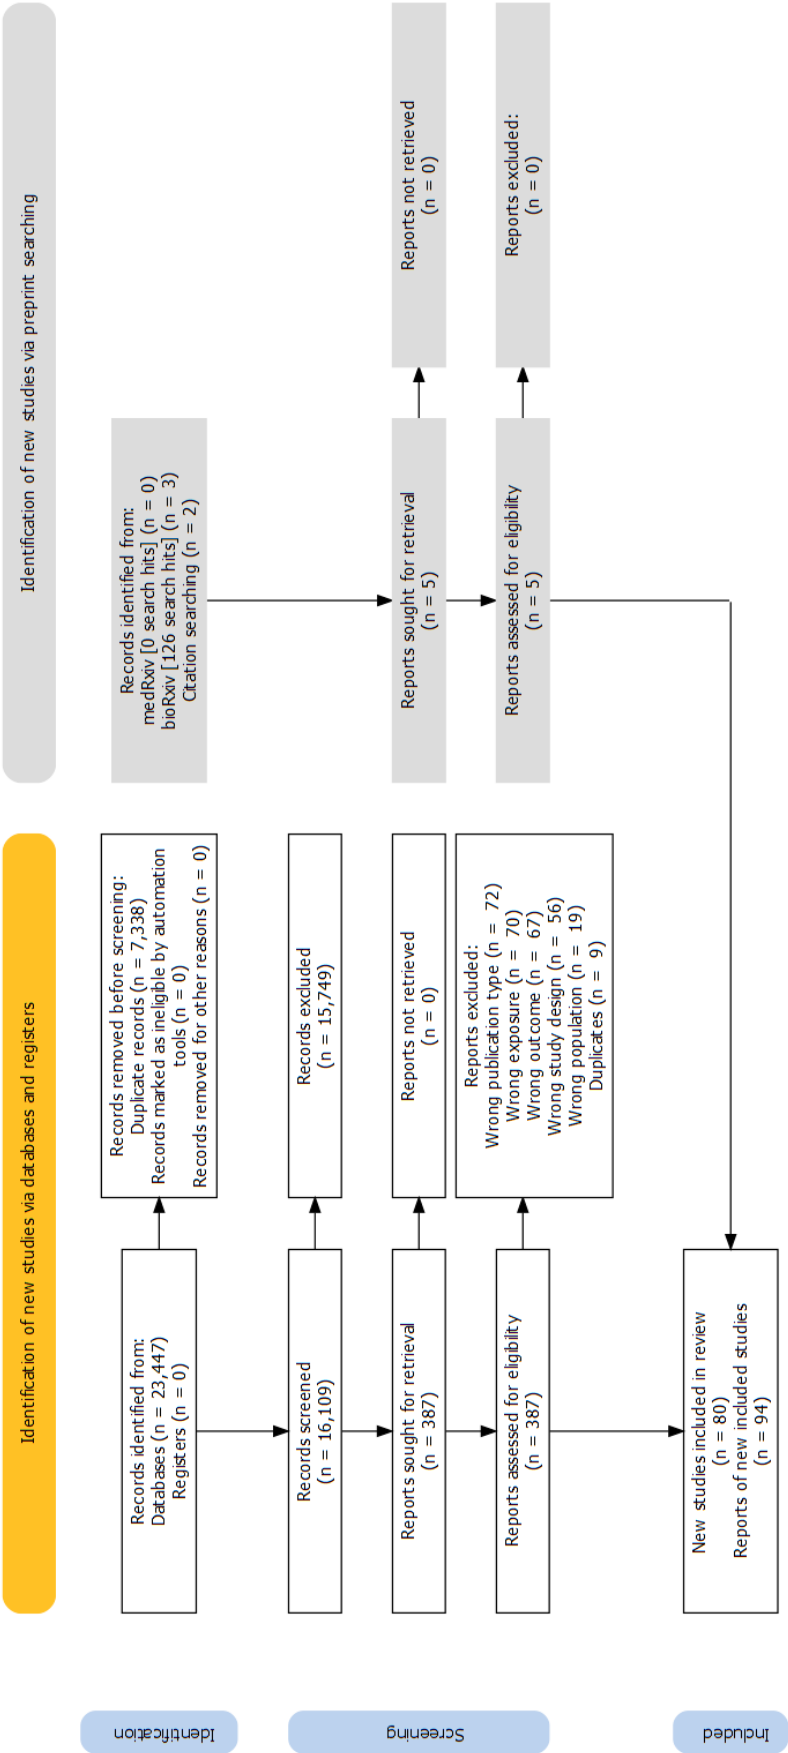 Identification of new studies via databases and registers
Identification of new studies via preprint searching
Identification
Records identified from:
Databases (n = 23,447)
Registers (n = 0)
Records removed before screening:
Duplicate records (n = 7,338)
Records marked as ineligible by automation
tools (n = 0)
Records removed for other reasons (n = 0)
Records identified from:
medRxiv [0 search hits] (n = 0)
bioRxiv [126 search hits] (n = 3)
Citation searching (n = 2)
Screening
Records screened
(n = 16,109)
Records excluded
(n = 15,749)
Reports sought for retrieval
(n = 387)
Reports not retrieved
(n = 0)
Reports sought for retrieval
(n = 5)
Reports not retrieved
(n = 0)
Reports assessed for eligibility
(n = 387)
Reports excluded:
Wrong publication type (n = 72)
Wrong exposure (n = 70)
Wrong outcome (n = 67)
Wrong study design (n = 56)
Wrong population (n = 19)
Duplicates (n = 9)
Reports assessed for eligibility
(n = 5)
Reports excluded:
(n = 0)
Included
New studies included in review
(n = 80)
Reports of new included studies
(n = 94)